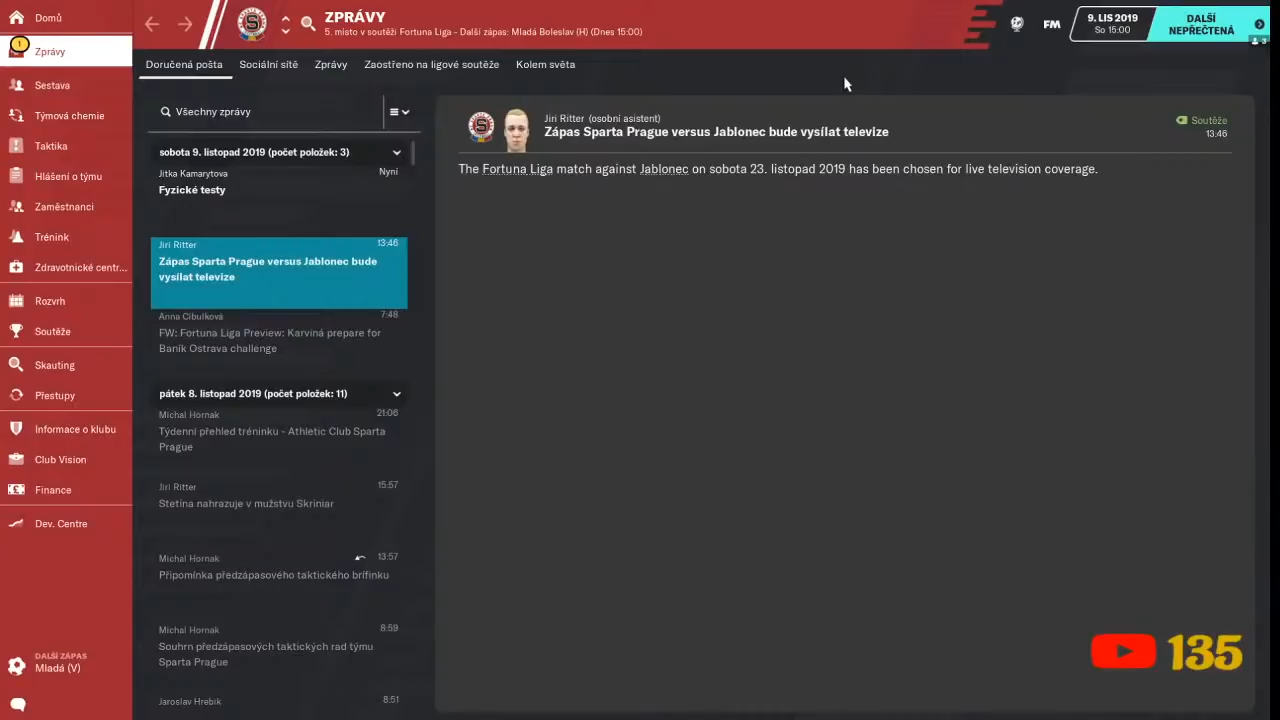 Domů
1
Zprávy
Sestava
Týmová chemie
Taktika
Hlášení o týmu
Zaměstnanci
Trénink
Zdravotnické centr...
Rozvrh
Soutěže
Skauting
Přestupy
Informace o klubu
Club Vision
Finance
Dev. Centre
DALŠÍ ZÁPAS
Mladá (V)
ZPRÁVY
5. místo v soutěži Fortuna Liga - Další zápas: Mladá Boleslav (H) (Dnes 15:00)
FM
9. LIS 2019
So 15:00
DALŠÍ
NEPŘEČTENÁ
3
Doručená pošta
Sociální sítě
Zprávy
Zaostřeno na ligové soutěže
Kolem světa
Všechny zprávy
sobota 9. listopad 2019 (počet položek: 3)
Jitka Kamarytova
Nyní
Fyzické testy
Jiri Ritter
13:46
Zápas Sparta Prague versus Jablonec bude
vysílat televize
Anna Cibulková
7:48
FW: Fortuna Liga Preview: Karviná prepare for
Baník Ostrava challenge
pátek 8. listopad 2019 (počet položek: 11)
Michal Hornak
21:06
Týdenní přehled tréninku - Athletic Club Sparta
Prague
Jiri Ritter
15:57
Stetina nahrazuje v mužstvu Skriniar
Michal Hornak
13:57
Připomínka předzápasového taktického brífinku
Michal Hornak
8:59
Souhrn předzápasových taktických rad týmu
Sparta Prague
Jaroslav Hrebik
8:51
Jiri Ritter (osobní asistent)
Zápas Sparta Prague versus Jablonec bude vysílat televize
Soutěže
13:46
The Fortuna Liga match against Jablonec on sobota 23. listopad 2019 has been chosen for live television coverage.
135